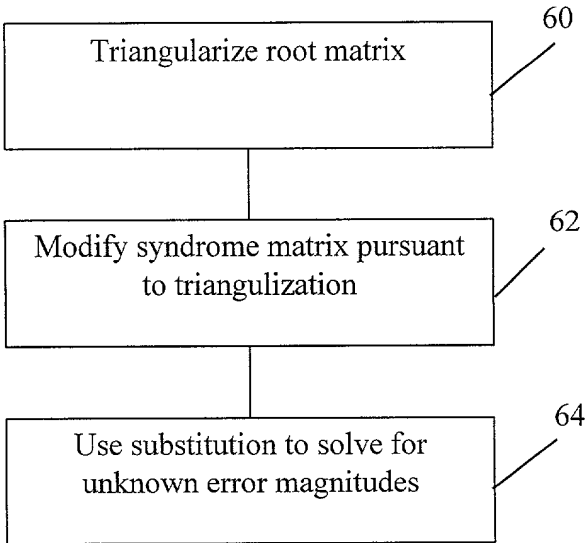 60
Triangularize root matrix
62
Modify syndrome matrix pursuant
to triangulization
64
Use substitution to solve for
unknown error magnitudes